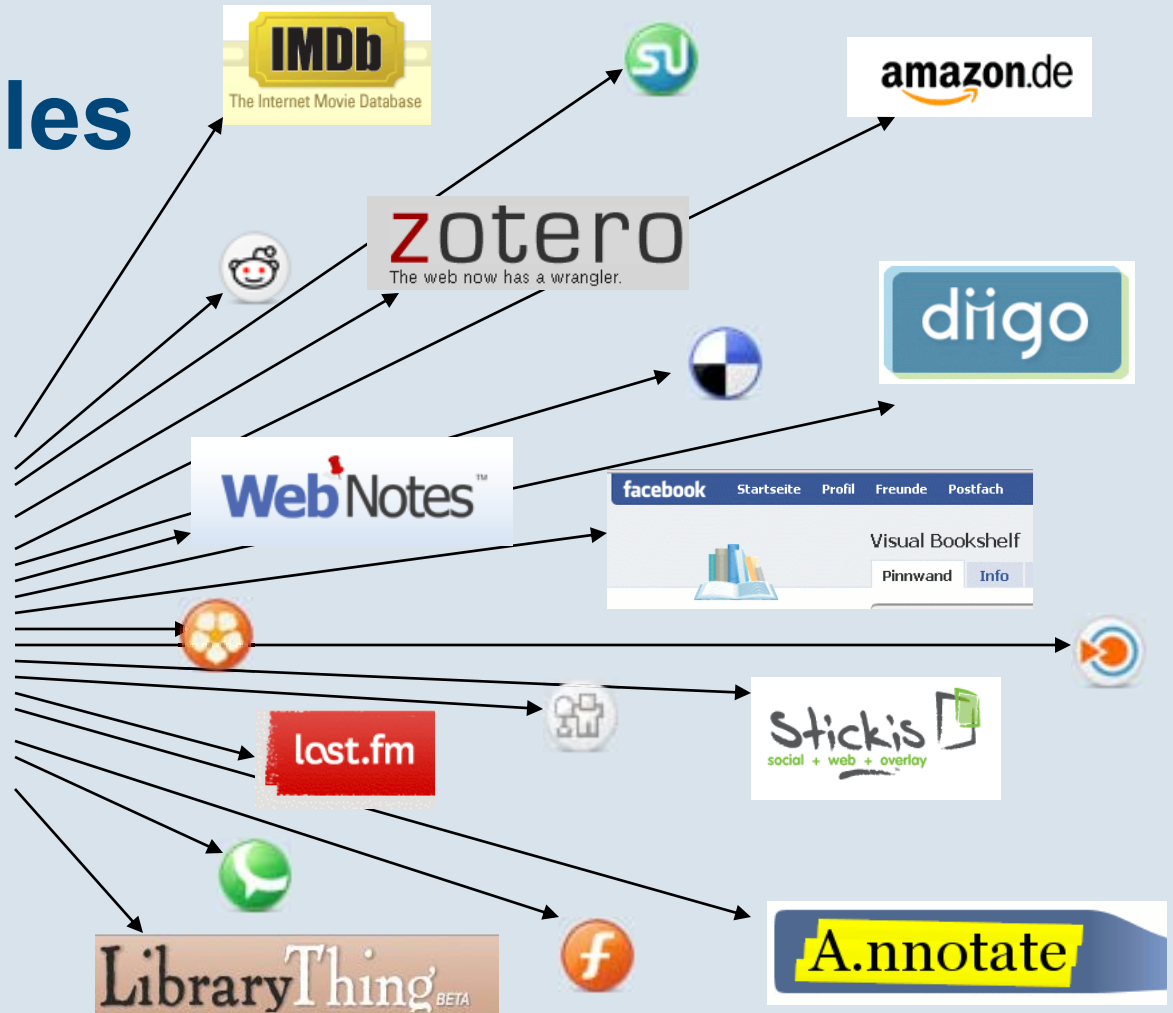 les
IMDb
The Internet Movie Database
su
amazon.de
zotero
The web now has a wrangler.
diigo
WebNotes™
facebook Startseite Profil Freunde Postfach
Visual Bookshelf
Pinnwand Info
last.fm
Stickis
social + web + overlay
LibraryThing BETA
f
A.nnotate